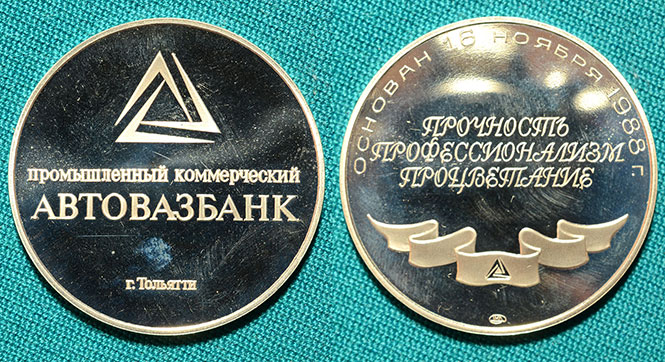 промышленный коммерческий
АВТОВАЗБАНК
г. Тольятти
ОСНОВАН 16 НОЯБРЯ 1988 г.
ПРОЧНОСТЬ
ПРОФЕССИОНАЛИЗМ
ПРОЦВЕТАНИЕ